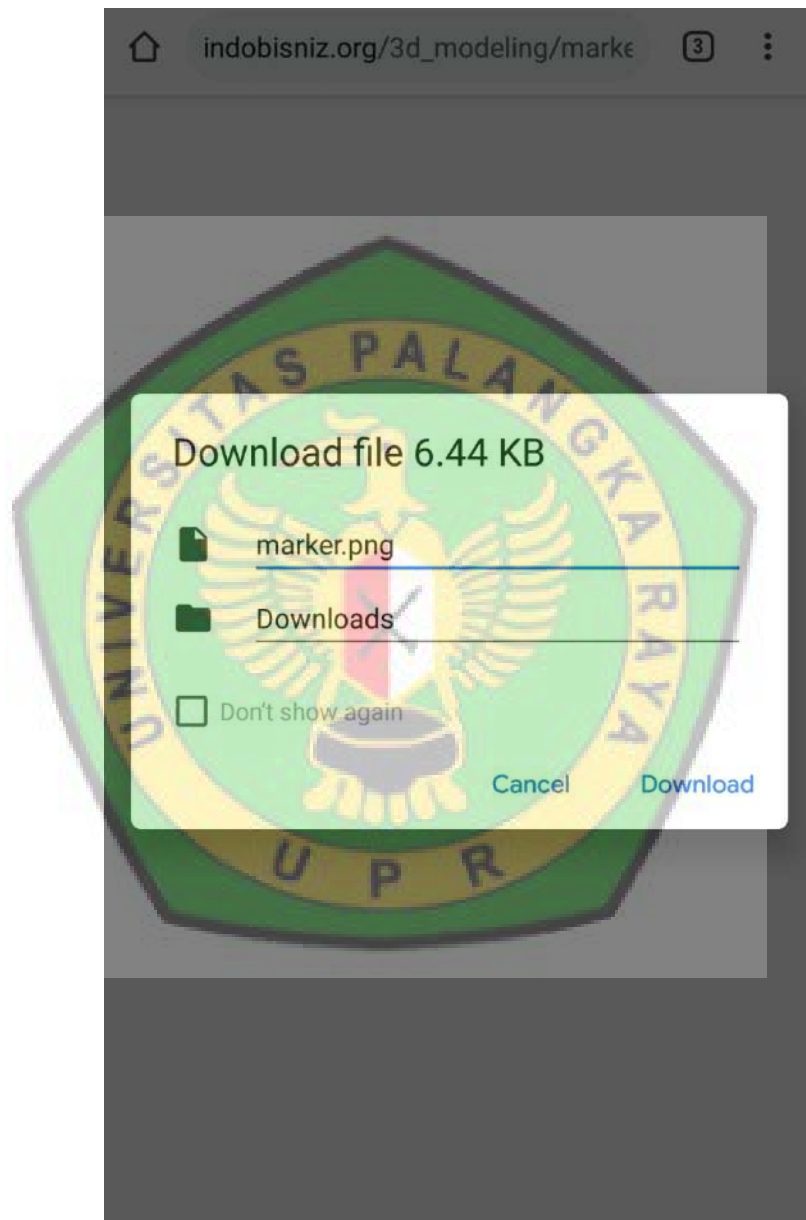 indobisniz.org/3d_modeling/marke
3
UNIVERSITAS PALANGKA RAYA
Download file 6.44 KB
marker.png
Downloads
Don't show again
Cancel Download
UPR